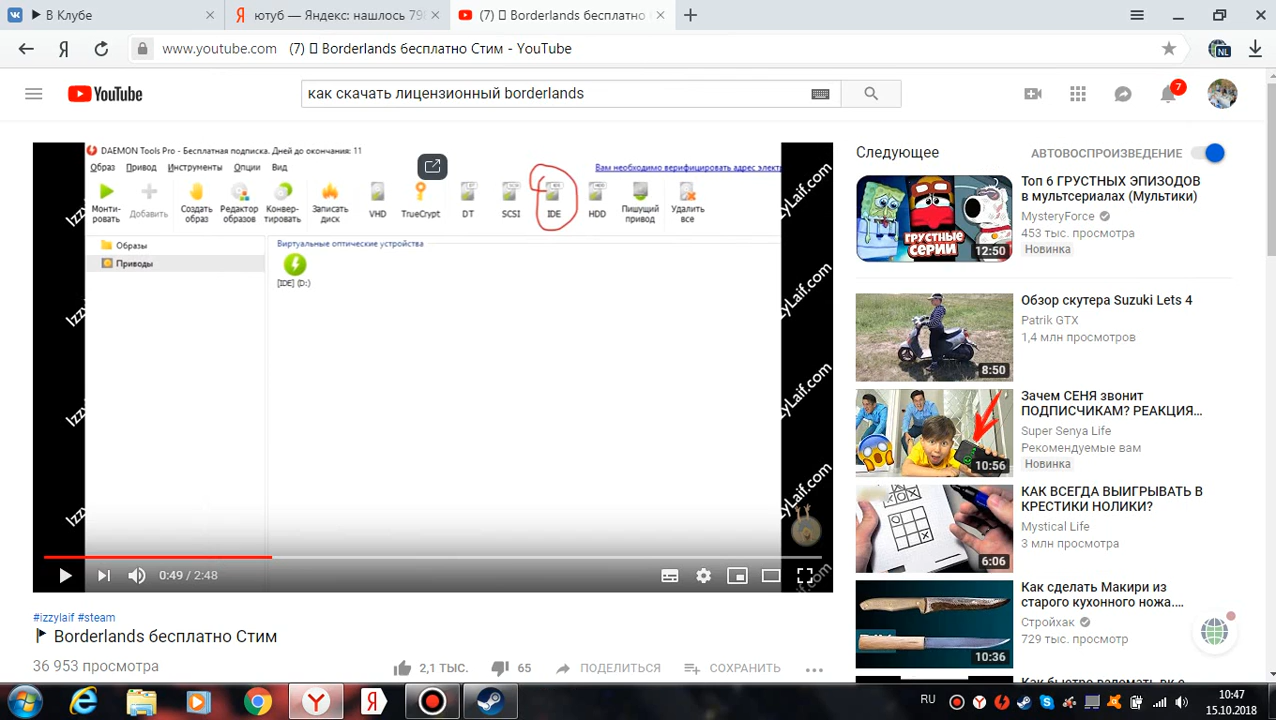 В Клубе
ютуб — Яндекс: нашлось 79
(7) Borderlands бесплатно
www.youtube.com (7) Borderlands бесплатно Стим - YouTube
NL
YouTube
как скачать лицензионный borderlands
7
DAEMON Tools Pro - Бесплатная подписка. Дней до окончания: 11
Образ Привод Инструменты Опции Вид
Вам необходимо верифицировать адрес элект
Монтировать
Добавить
Создать образ
Редактор образов
Конвертировать
Записать диск
VHD
TrueCrypt
DT
SCSI
IDE
HDD
Пишущий привод
Удалить все
Образы
Приводы
Виртуальные оптические устройства
[IDE] (D:)
IzzyLaif.com
0:49 / 2:48
#izzylaif #steam
Borderlands бесплатно Стим
36 953 просмотра
2,1 ТЫС.
65
ПОДЕЛИТЬСЯ
СОХРАНИТЬ
Следующее
АВТОВОСПРОИЗВЕДЕНИЕ
ГРУСТНЫЕ
СЕРИИ
12:50
Топ 6 ГРУСТНЫХ ЭПИЗОДОВ
в мультсериалах (Мультики)
MysteryForce
453 тыс. просмотра
Новинка
8:50
Обзор скутера Suzuki Lets 4
Patrik GTX
1,4 млн просмотров
10:56
Зачем СЕНЯ звонит
ПОДПИСЧИКАМ? РЕАКЦИЯ...
Super Senya Life
Рекомендуемые вам
Новинка
6:06
КАК ВСЕГДА ВЫИГРЫВАТЬ В
КРЕСТИКИ НОЛИКИ?
Mystical Life
3 млн просмотра
10:36
Как сделать Макири из
старого кухонного ножа....
Стройхак
729 тыс. просмотр
RU
10:47
15.10.2018